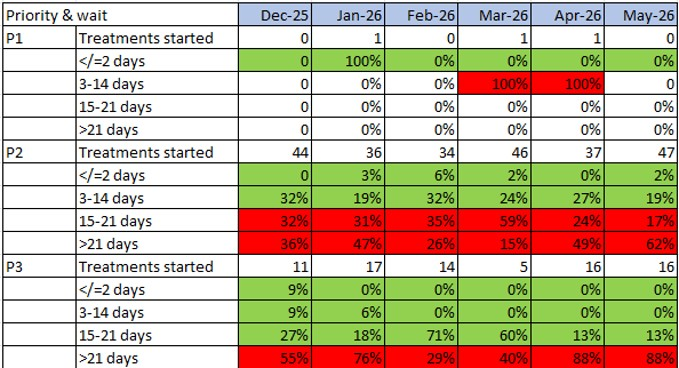 Priority & wait Dec-25 Jan-26 Feb-26 Mar-26 Apr-26 May-26
P1 Treatments started 0 1 0 1 1 0
</=2 days 0 100% 0% 0% 0% 0%
3-14 days 0 0% 0% 100% 100% 0
15-21 days 0 0% 0% 0% 0% 0%
>21 days 0 0% 0% 0% 0% 0%
P2 Treatments started 44 36 34 46 37 47
</=2 days 0 3% 6% 2% 0% 2%
3-14 days 32% 19% 32% 24% 27% 19%
15-21 days 32% 31% 35% 59% 24% 17%
>21 days 36% 47% 26% 15% 49% 62%
P3 Treatments started 11 17 14 5 16 16
</=2 days 9% 0% 0% 0% 0% 0%
3-14 days 9% 6% 0% 0% 0% 0%
15-21 days 27% 18% 71% 60% 13% 13%
>21 days 55% 76% 29% 40% 88% 88%